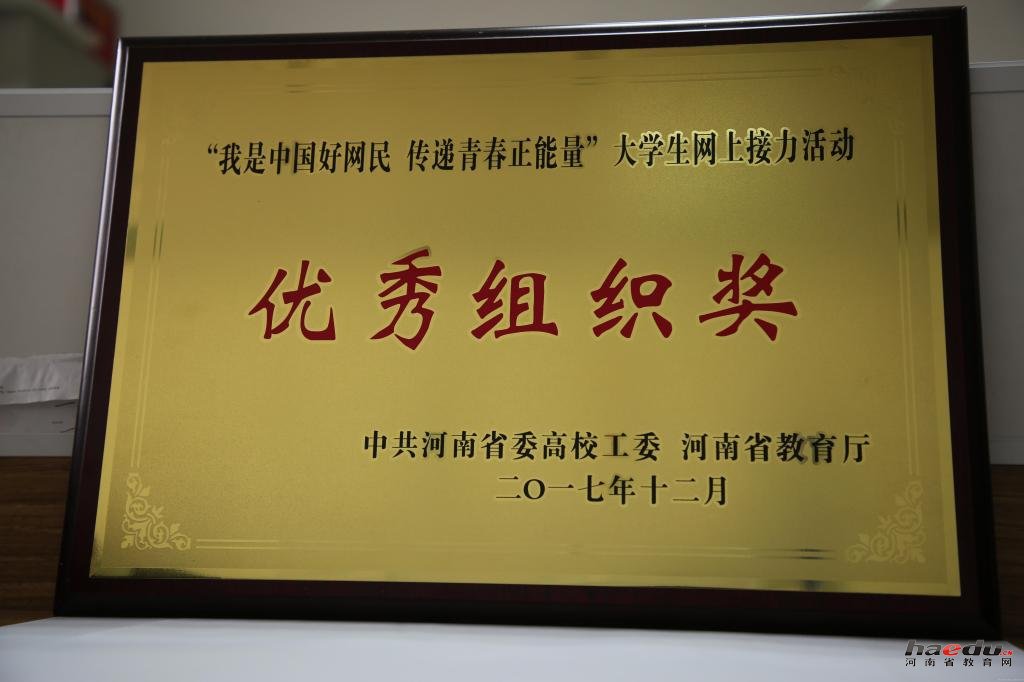 “我是中国好网民 传递青春正能量”大学生网上接力活动
优秀组织奖
中共河南省委高校工委 河南省教育厅
二〇一七年十二月
haedu.cn
河南省教育网